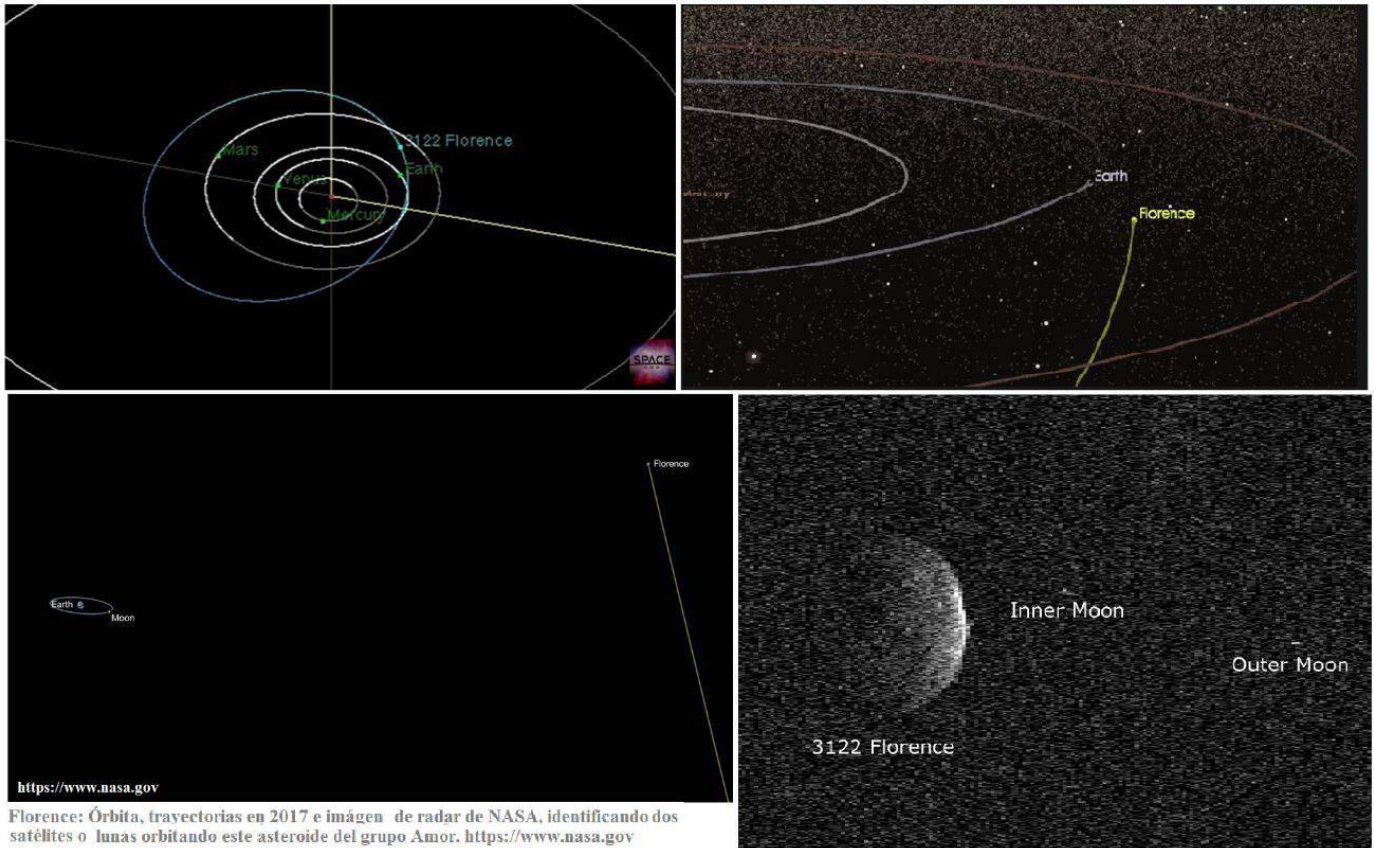 3122 Florence
Mars
Earth
Venus
Mercury
SPACE
Earth
Florence
Florence
Earth
Moon
https://www.nasa.gov
Inner Moon
Outer Moon
3122 Florence
Florence: Órbita, trayectorias en 2017 e imágen de radar de NASA, identificando dos
satélites o lunas orbitando este asteroide del grupo Amor. https://www.nasa.gov